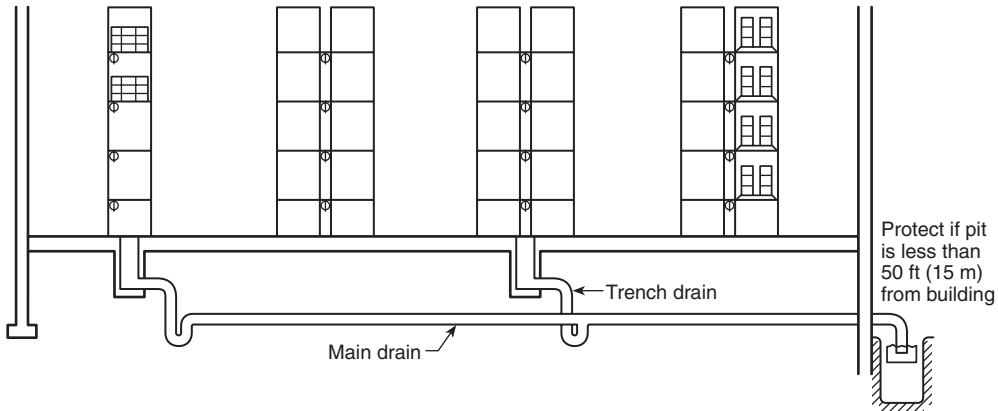 Protect if pit
is less than
50 ft (15 m)
from building
Trench drain
Main drain